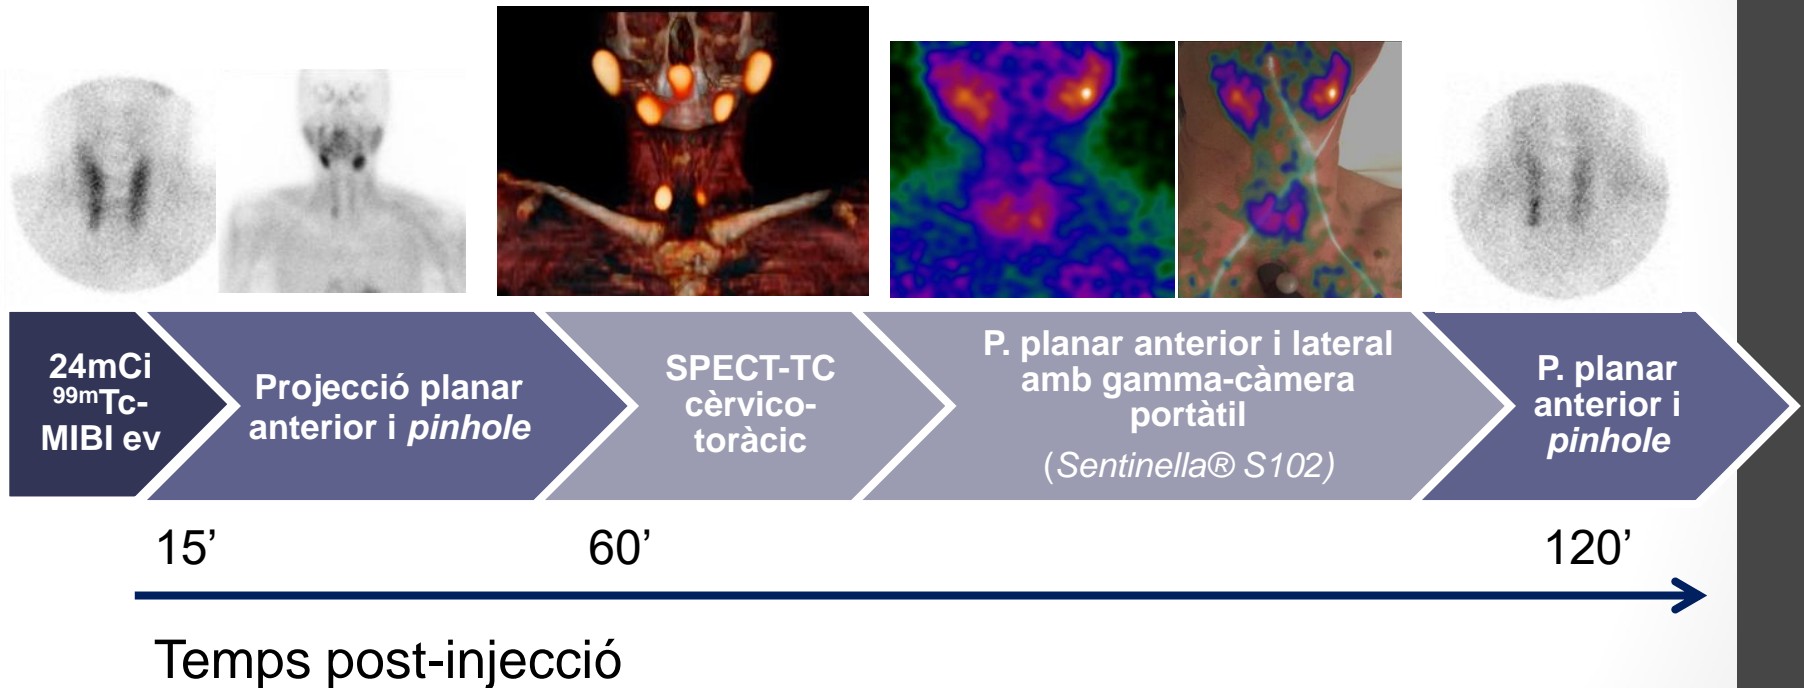 24mCi
99mTc-
MIBI ev
Projecció planar
anterior i pinhole
SPECT-TC
cèrvico-
toràcic
P. planar anterior i lateral
amb gamma-càmera
portàtil
(Sentinella® S102)
P. planar
anterior i
pinhole
15’
60’
120’
Temps post-injecció